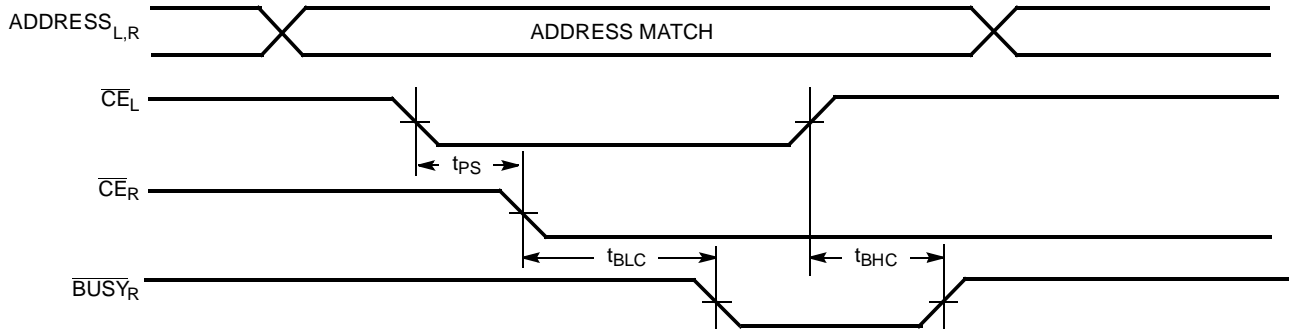 ADDRESS_L,R
ADDRESS MATCH
CE_L
t_PS
CE_R
t_BLC
t_BHC
BUSY_R